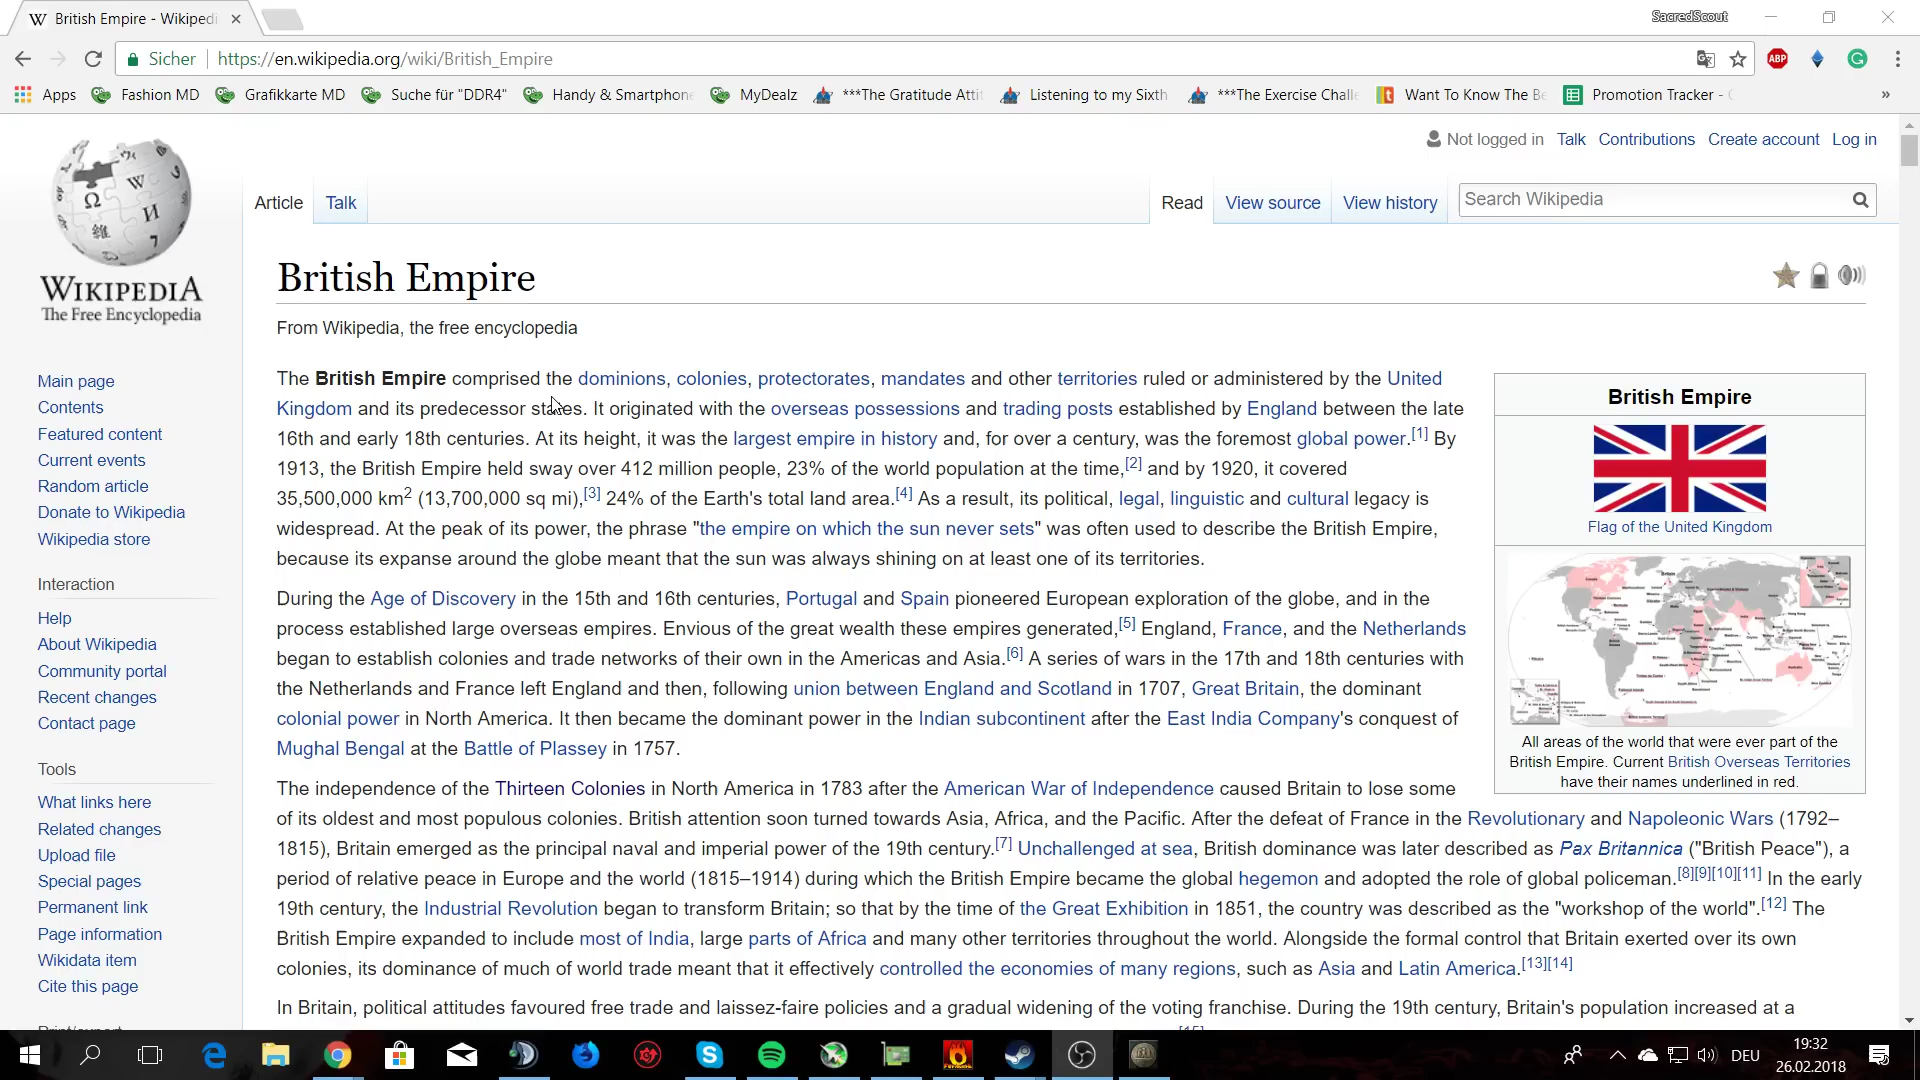 British Empire - Wikipedi
SacredScout
Sicher
https://en.wikipedia.org/wiki/British_Empire
ABP
Apps
Fashion MD
Grafikkarte MD
Suche für "DDR4"
Handy & Smartphon
MyDealz
***The Gratitude Atti
Listening to my Sixth
***The Exercise Chall
Want To Know The Be
Promotion Tracker -
»
Not logged in Talk Contributions Create account Log in
Article Talk
Read View source View history
Search Wikipedia
WIKIPEDIA
The Free Encyclopedia
British Empire
From Wikipedia, the free encyclopedia
Main page
Contents
Featured content
Current events
Random article
Donate to Wikipedia
Wikipedia store
Interaction
Help
About Wikipedia
Community portal
Recent changes
Contact page
Tools
What links here
Related changes
Upload file
Special pages
Permanent link
Page information
Wikidata item
Cite this page
Print/export
The British Empire comprised the dominions, colonies, protectorates, mandates and other territories ruled or administered by the United
Kingdom and its predecessor states. It originated with the overseas possessions and trading posts established by England between the late
16th and early 18th centuries. At its height, it was the largest empire in history and, for over a century, was the foremost global power.[1] By
1913, the British Empire held sway over 412 million people, 23% of the world population at the time,[2] and by 1920, it covered
35,500,000 km2 (13,700,000 sq mi),[3] 24% of the Earth's total land area.[4] As a result, its political, legal, linguistic and cultural legacy is
widespread. At the peak of its power, the phrase "the empire on which the sun never sets" was often used to describe the British Empire,
because its expanse around the globe meant that the sun was always shining on at least one of its territories.
During the Age of Discovery in the 15th and 16th centuries, Portugal and Spain pioneered European exploration of the globe, and in the
process established large overseas empires. Envious of the great wealth these empires generated,[5] England, France, and the Netherlands
began to establish colonies and trade networks of their own in the Americas and Asia.[6] A series of wars in the 17th and 18th centuries with
the Netherlands and France left England and then, following union between England and Scotland in 1707, Great Britain, the dominant
colonial power in North America. It then became the dominant power in the Indian subcontinent after the East India Company's conquest of
Mughal Bengal at the Battle of Plassey in 1757.
The independence of the Thirteen Colonies in North America in 1783 after the American War of Independence caused Britain to lose some
of its oldest and most populous colonies. British attention soon turned towards Asia, Africa, and the Pacific. After the defeat of France in the Revolutionary and Napoleonic Wars (1792–
1815), Britain emerged as the principal naval and imperial power of the 19th century.[7] Unchallenged at sea, British dominance was later described as Pax Britannica ("British Peace"), a
period of relative peace in Europe and the world (1815–1914) during which the British Empire became the global hegemon and adopted the role of global policeman.[8][9][10][11] In the early
19th century, the Industrial Revolution began to transform Britain; so that by the time of the Great Exhibition in 1851, the country was described as the "workshop of the world".[12] The
British Empire expanded to include most of India, large parts of Africa and many other territories throughout the world. Alongside the formal control that Britain exerted over its own
colonies, its dominance of much of world trade meant that it effectively controlled the economies of many regions, such as Asia and Latin America.[13][14]
In Britain, political attitudes favoured free trade and laissez-faire policies and a gradual widening of the voting franchise. During the 19th century, Britain's population increased at a
[15]
British Empire
Flag of the United Kingdom
All areas of the world that were ever part of the
British Empire. Current British Overseas Territories
have their names underlined in red.
DEU
19:32
26.02.2018